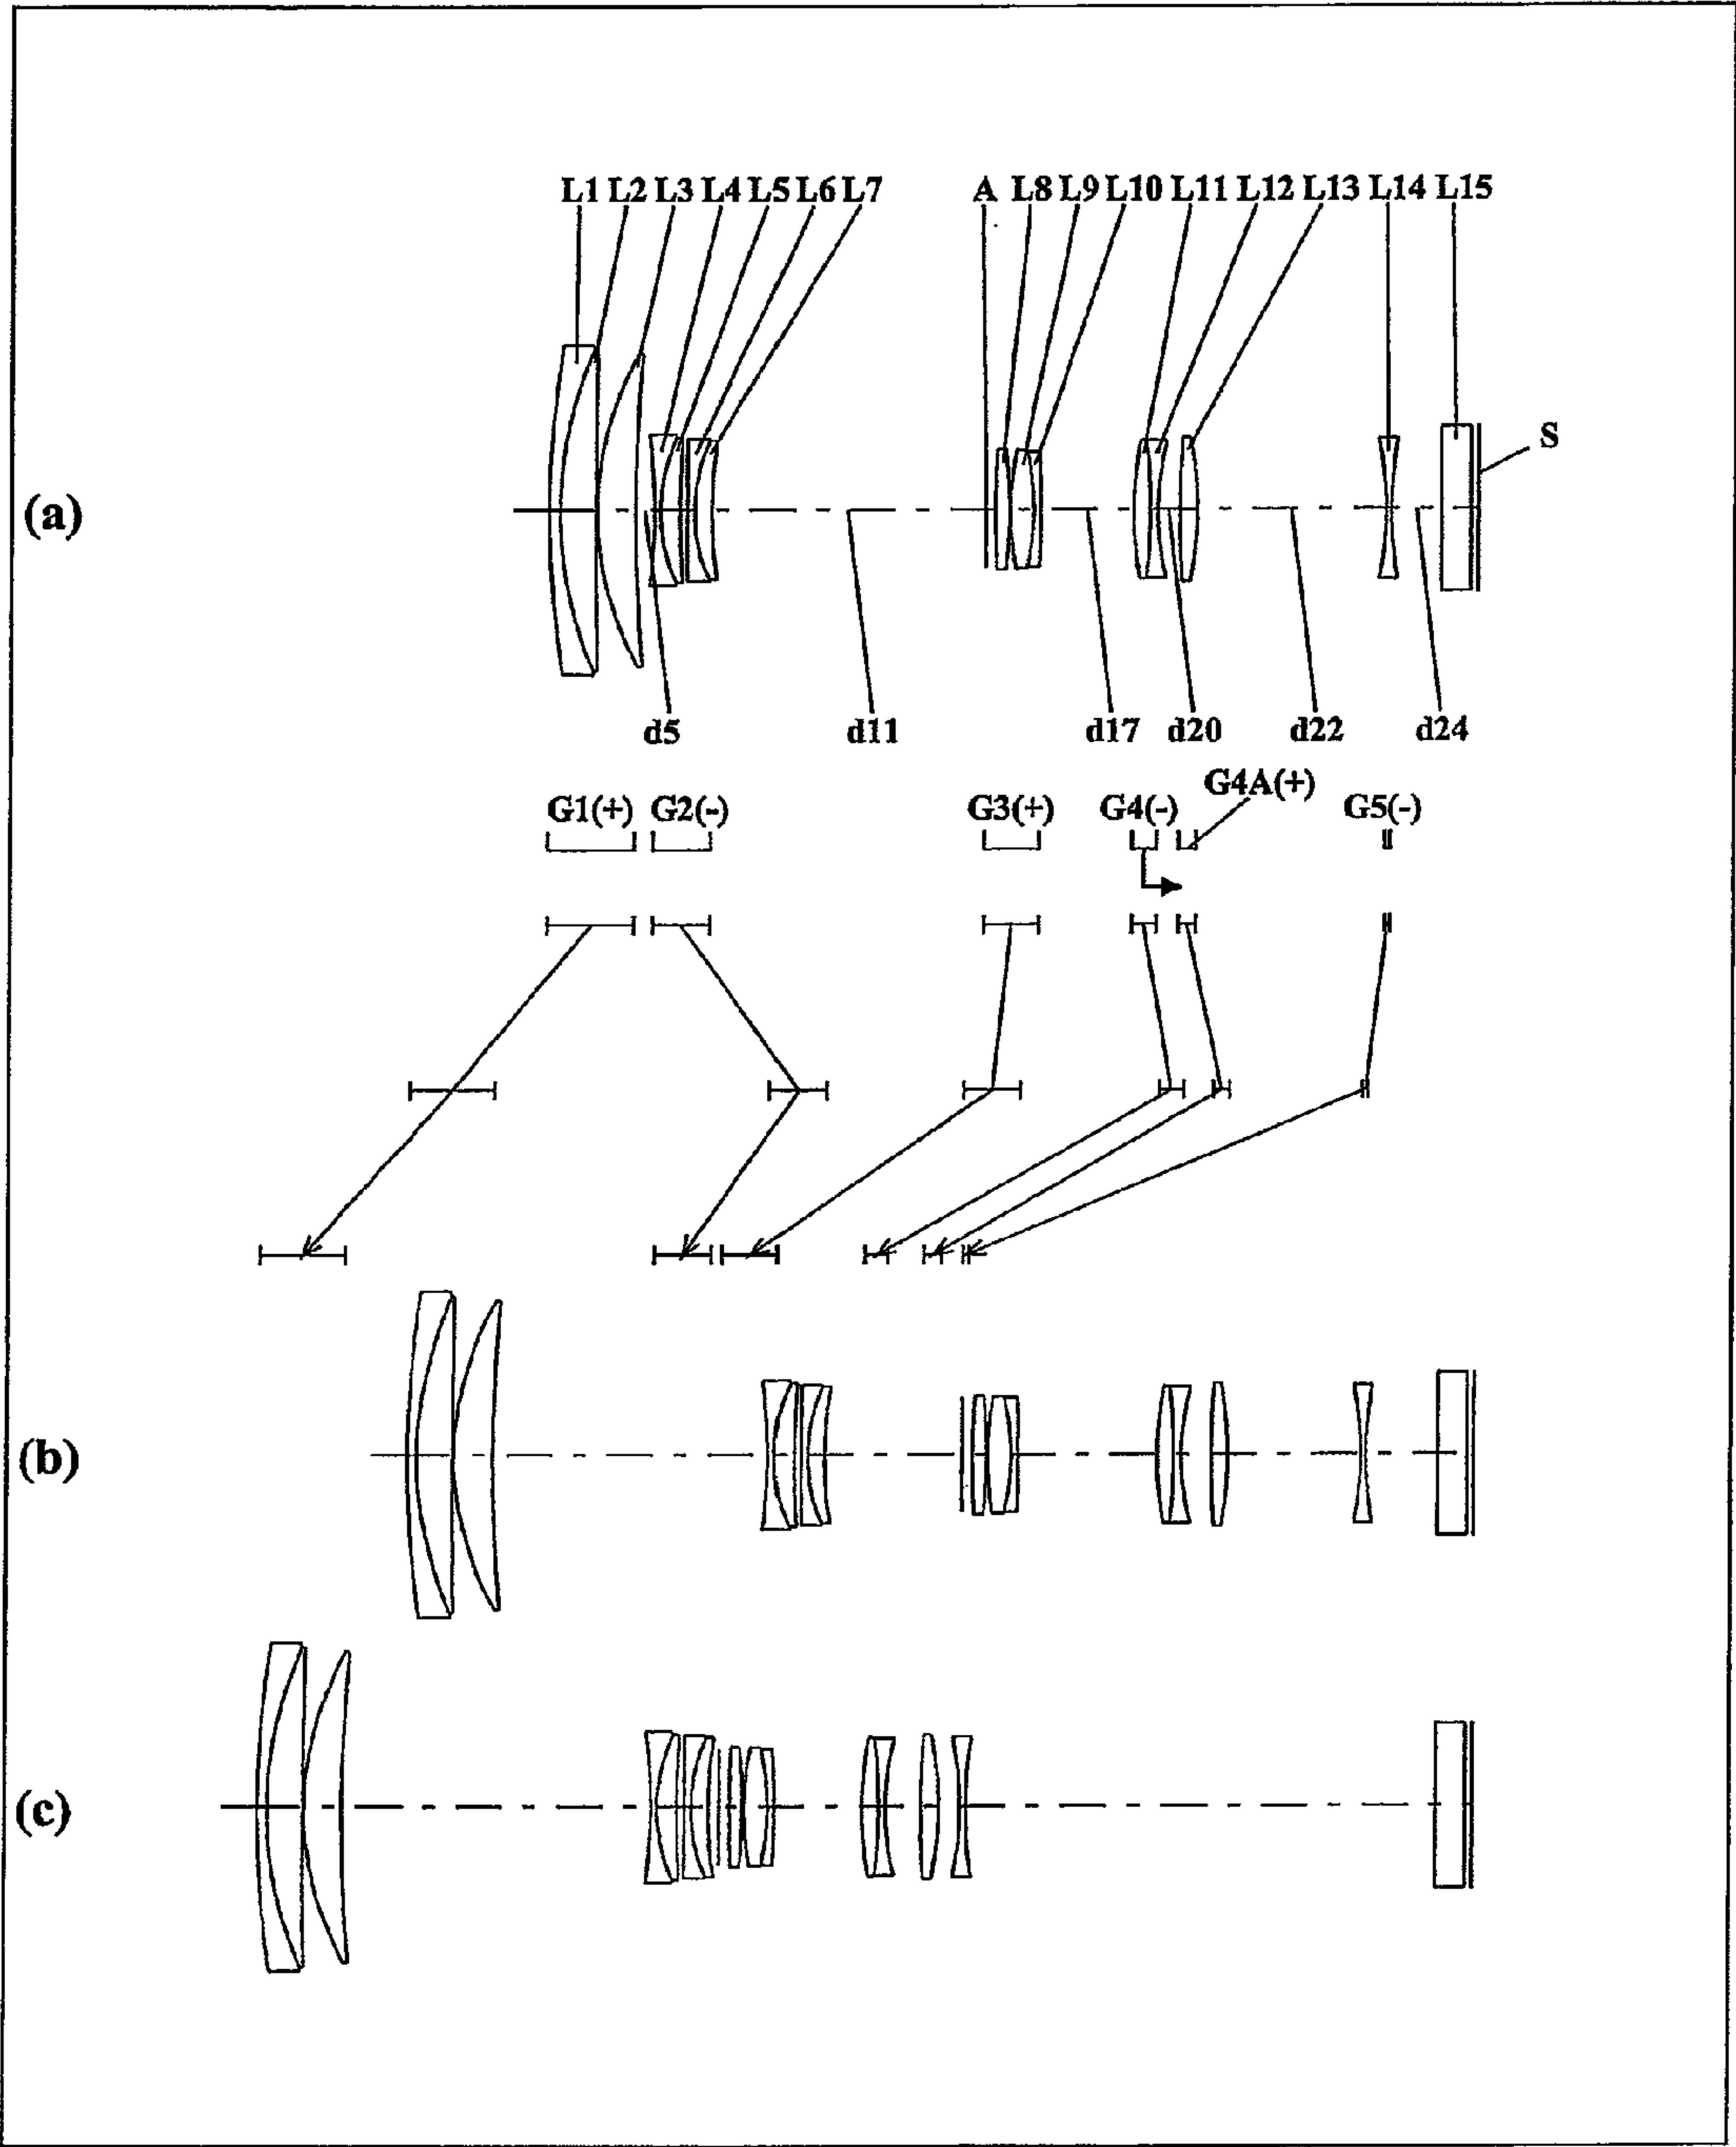 L1 L2 L3 L4 L5 L6 L7 A L8 L9 L10 L11 L12 L13 L14 L15
S
(a)
d5 d11 d17 d20 d22 d24
G4A(+)
G1(+) G2(-) G3(+) G4(-) G5(-)
(b)
(c)